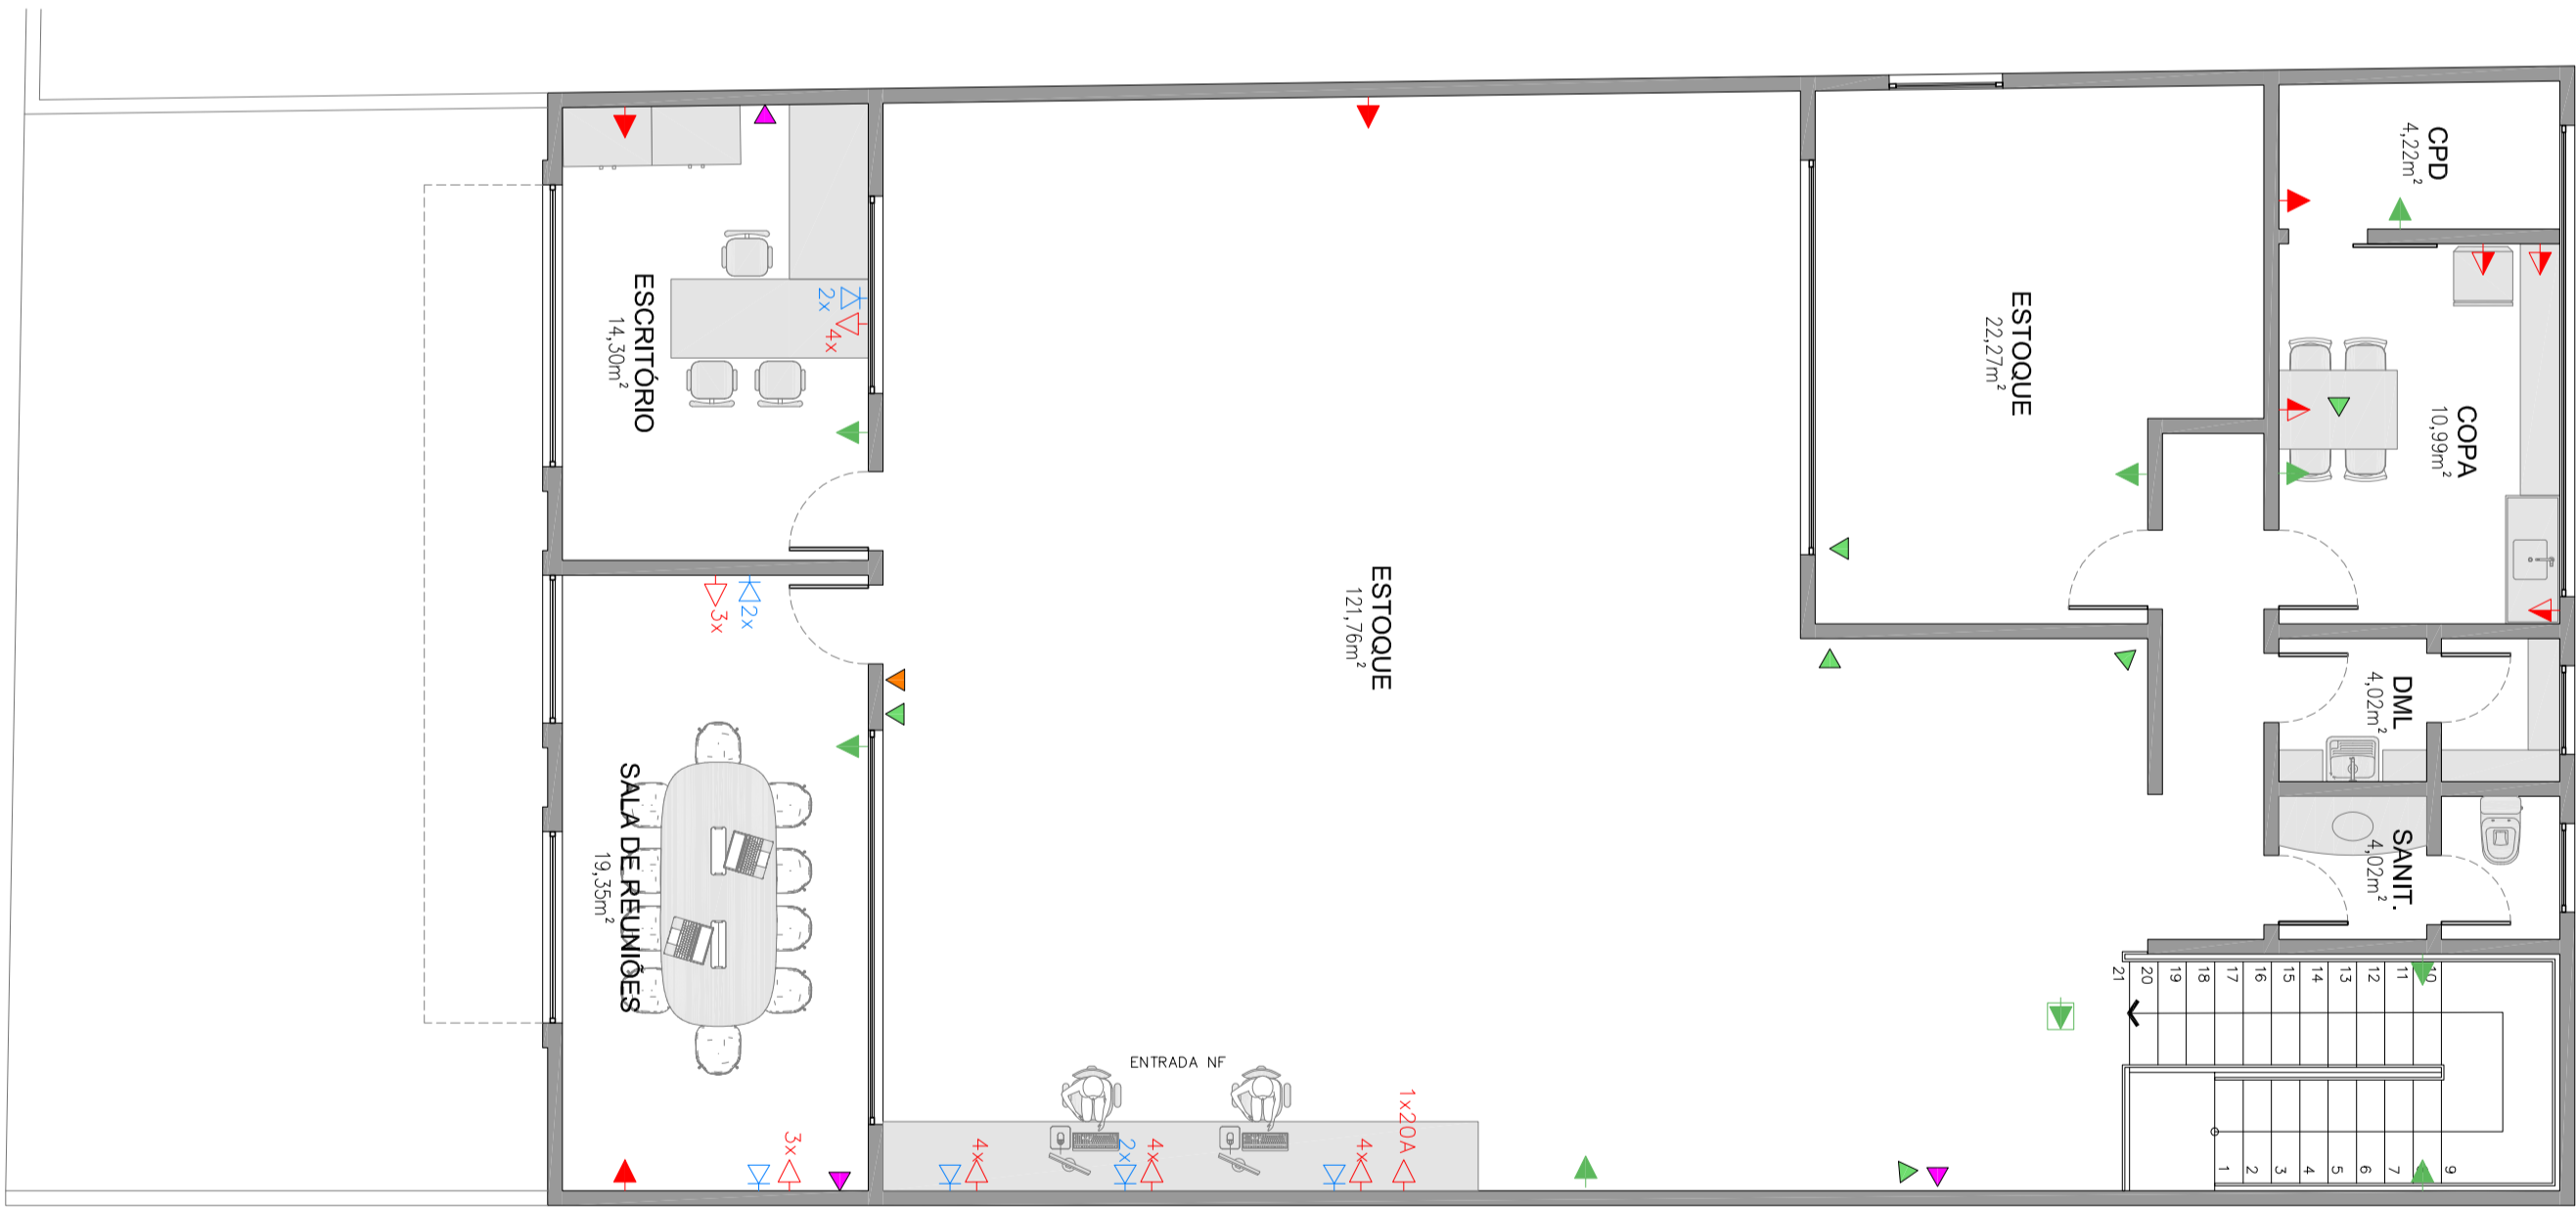 CPD
4,22m²
ESCRITÓRIO
14,30m²
2x
4x
ESTOQUE
22,27m²
COPA
10,99m²
ESTOQUE
121,76m²
3x
2x
DML
4,02m²
SALA DE REUNIÕES
19,35m²
SANIT.
4,02m²
21
20
19
18
17
16
15
14
13
12
11
10
ENTRADA NF
3x
4x
2x
4x
4x
1x20A
1
2
3
4
5
6
7
8
9